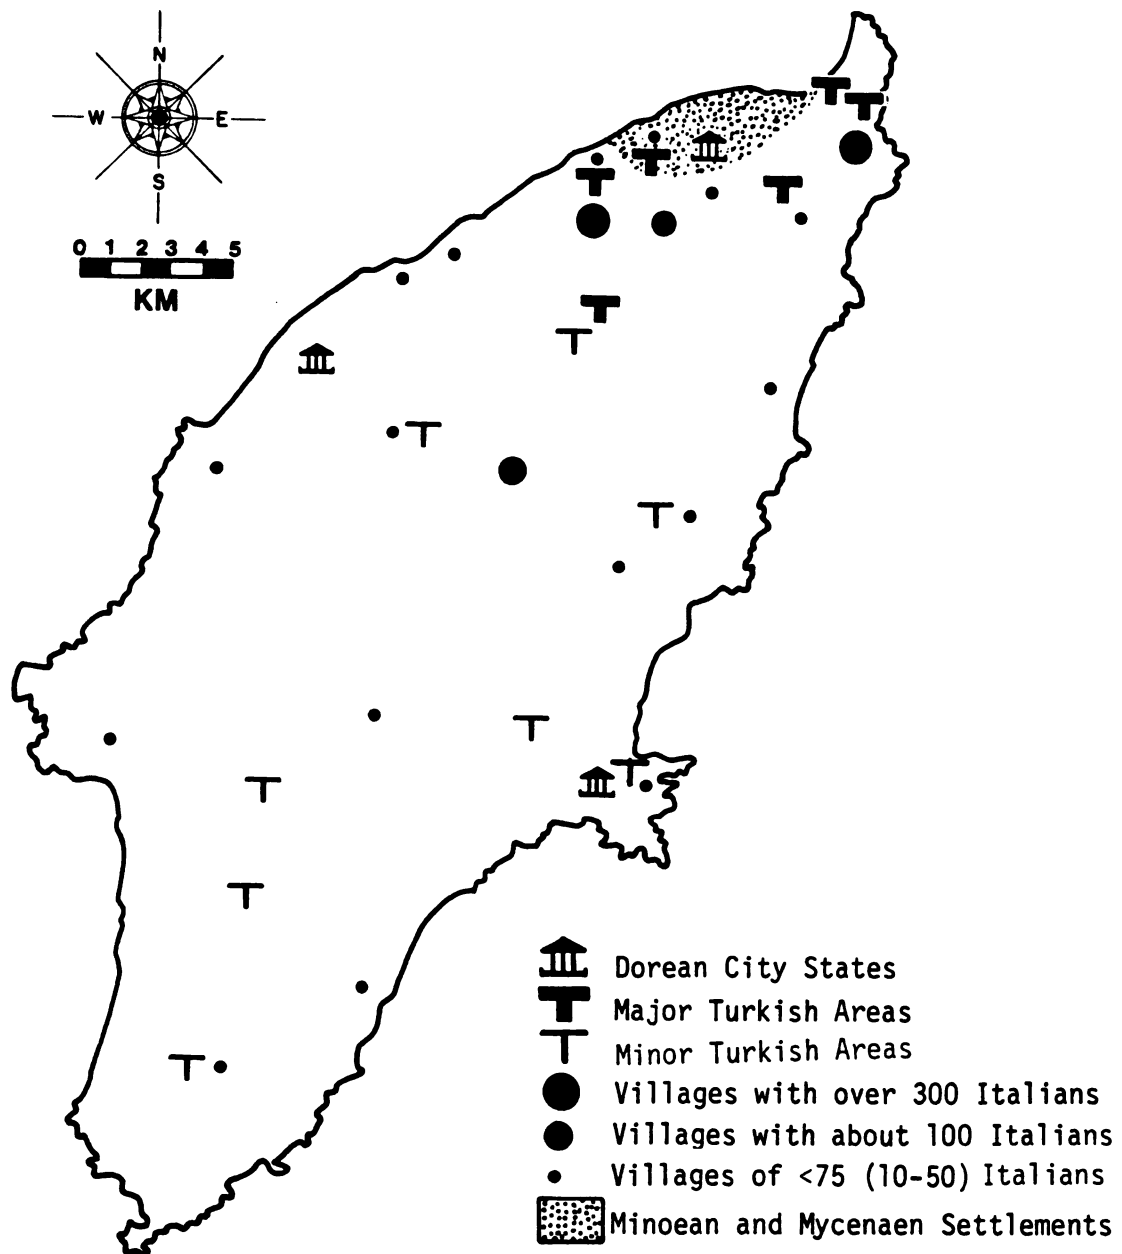 N
W E
S
0 1 2 3 4 5
KM
Dorean City States
Major Turkish Areas
Minor Turkish Areas
Villages with over 300 Italians
Villages with about 100 Italians
Villages of <75 (10-50) Italians
Minoean and Mycenaen Settlements